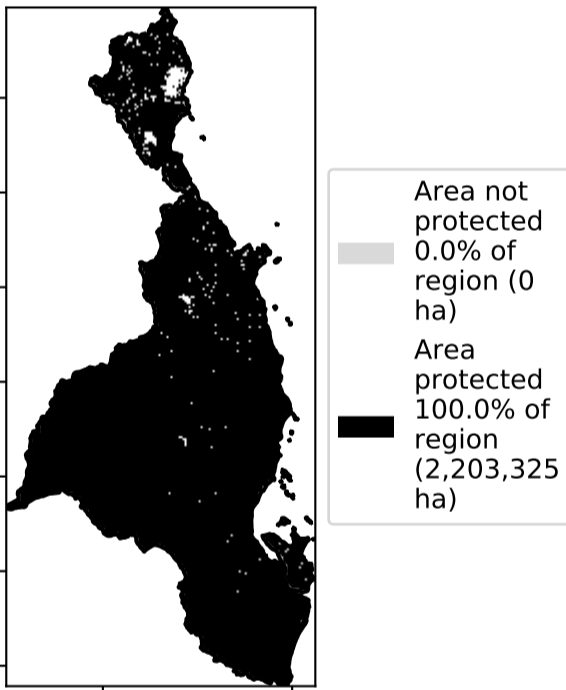 Area not
protected
0.0% of
region (0
ha)
Area
protected
100.0% of
region
(2,203,325
ha)